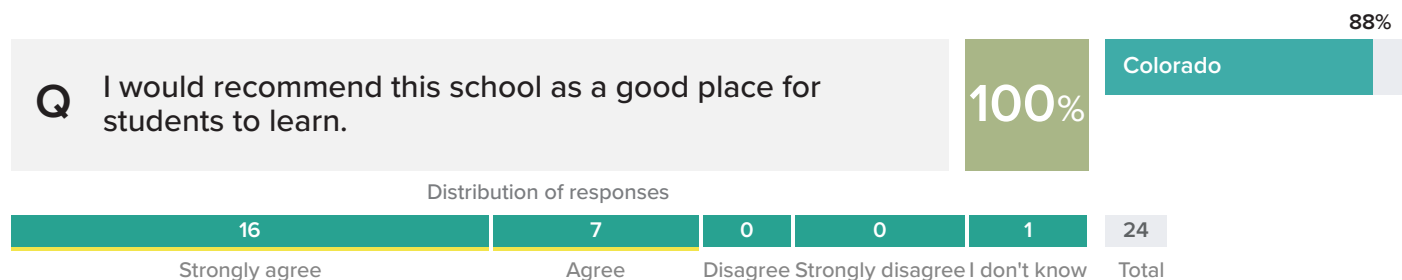 88%
Q
I would recommend this school as a good place for
students to learn.
100%
Colorado
Distribution of responses
16 7 0 0 1 24
Strongly agree Agree Disagree Strongly disagree I don't know Total